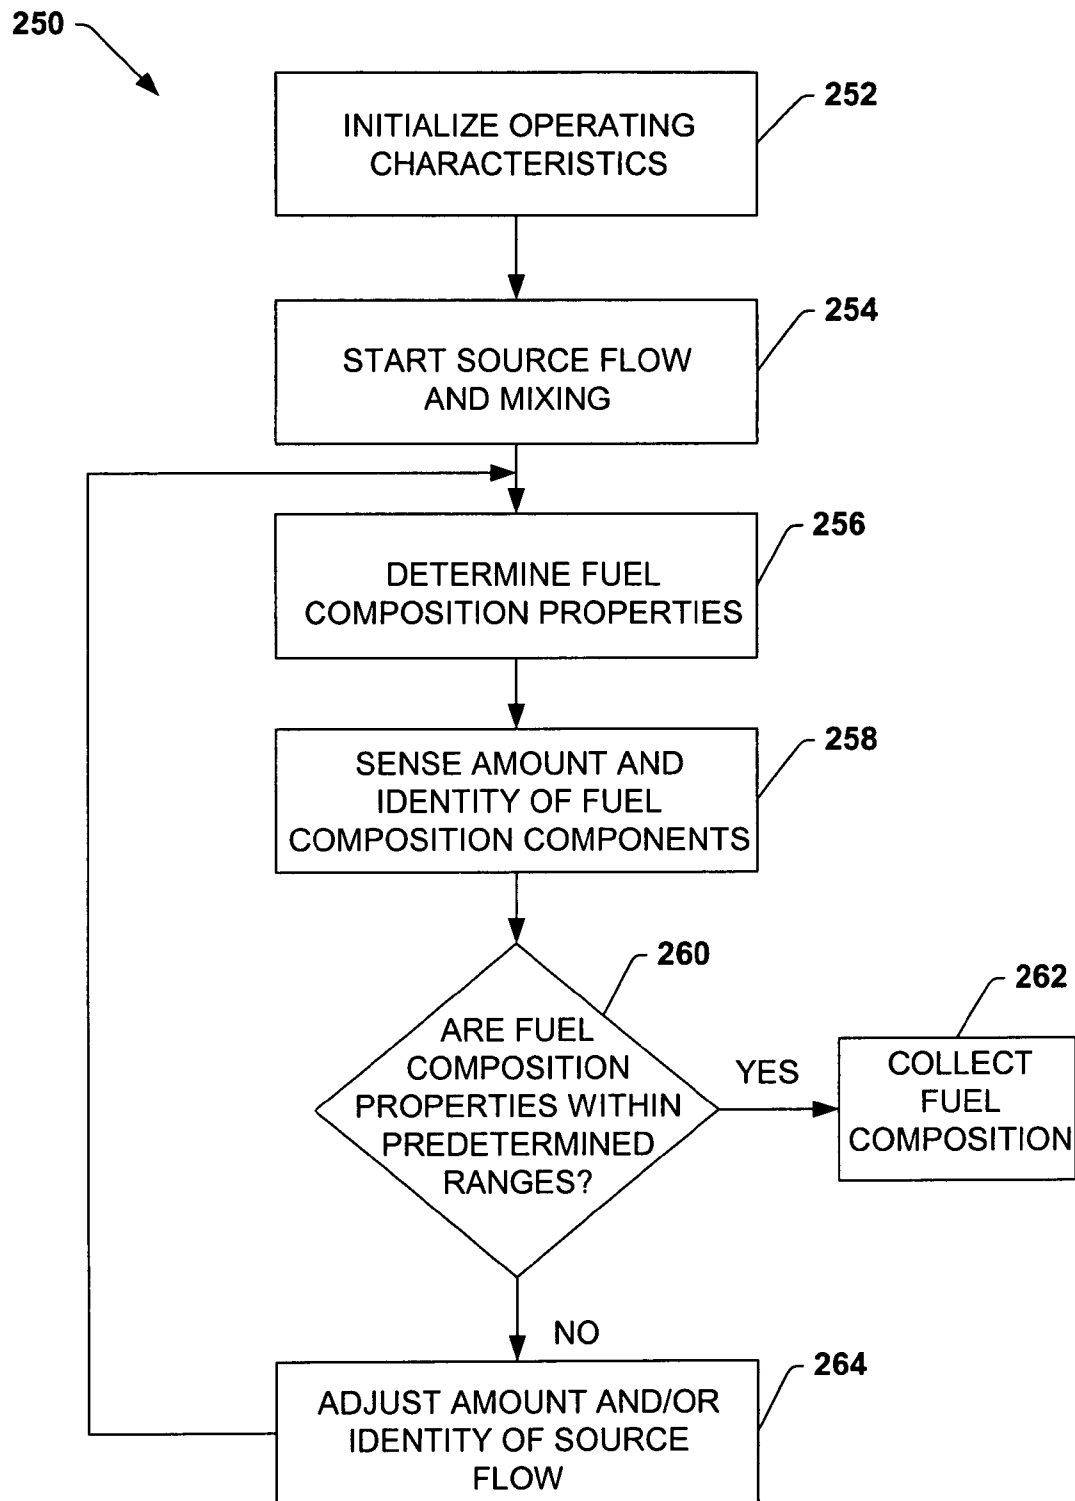 250
252
INITIALIZE OPERATING
CHARACTERISTICS
254
START SOURCE FLOW
AND MIXING
256
DETERMINE FUEL
COMPOSITION PROPERTIES
258
SENSE AMOUNT AND
IDENTITY OF FUEL
COMPOSITION COMPONENTS
260
ARE FUEL
COMPOSITION
PROPERTIES WITHIN
PREDETERMINED
RANGES?
YES
262
COLLECT
FUEL
COMPOSITION
NO
264
ADJUST AMOUNT AND/OR
IDENTITY OF SOURCE
FLOW